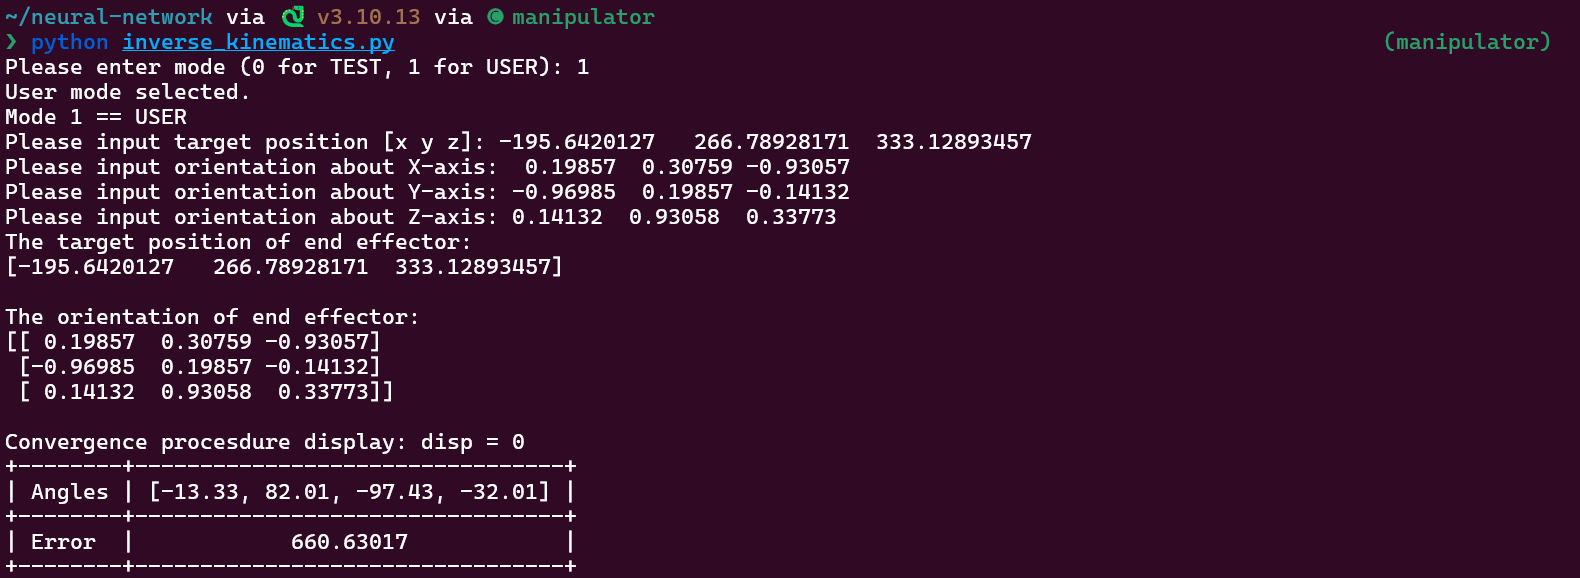 ~/neural-network via v3.10.13 via manipulator
❯ python inverse_kinematics.py (manipulator)
Please enter mode (0 for TEST, 1 for USER): 1
User mode selected.
Mode 1 == USER
Please input target position [x y z]: -195.6420127   266.78928171  333.12893457
Please input orientation about X-axis:  0.19857  0.30759 -0.93057
Please input orientation about Y-axis: -0.96985  0.19857 -0.14132
Please input orientation about Z-axis: 0.14132  0.93058  0.33773
The target position of end effector:
[-195.6420127   266.78928171  333.12893457]
The orientation of end effector:
[[ 0.19857  0.30759 -0.93057]
 [-0.96985  0.19857 -0.14132]
 [ 0.14132  0.93058  0.33773]]
Convergence procesdure display: disp = 0
+--------+---------------------------------+
| Angles | [-13.33, 82.01, -97.43, -32.01] |
+--------+---------------------------------+
| Error  |            660.63017            |
+--------+---------------------------------+